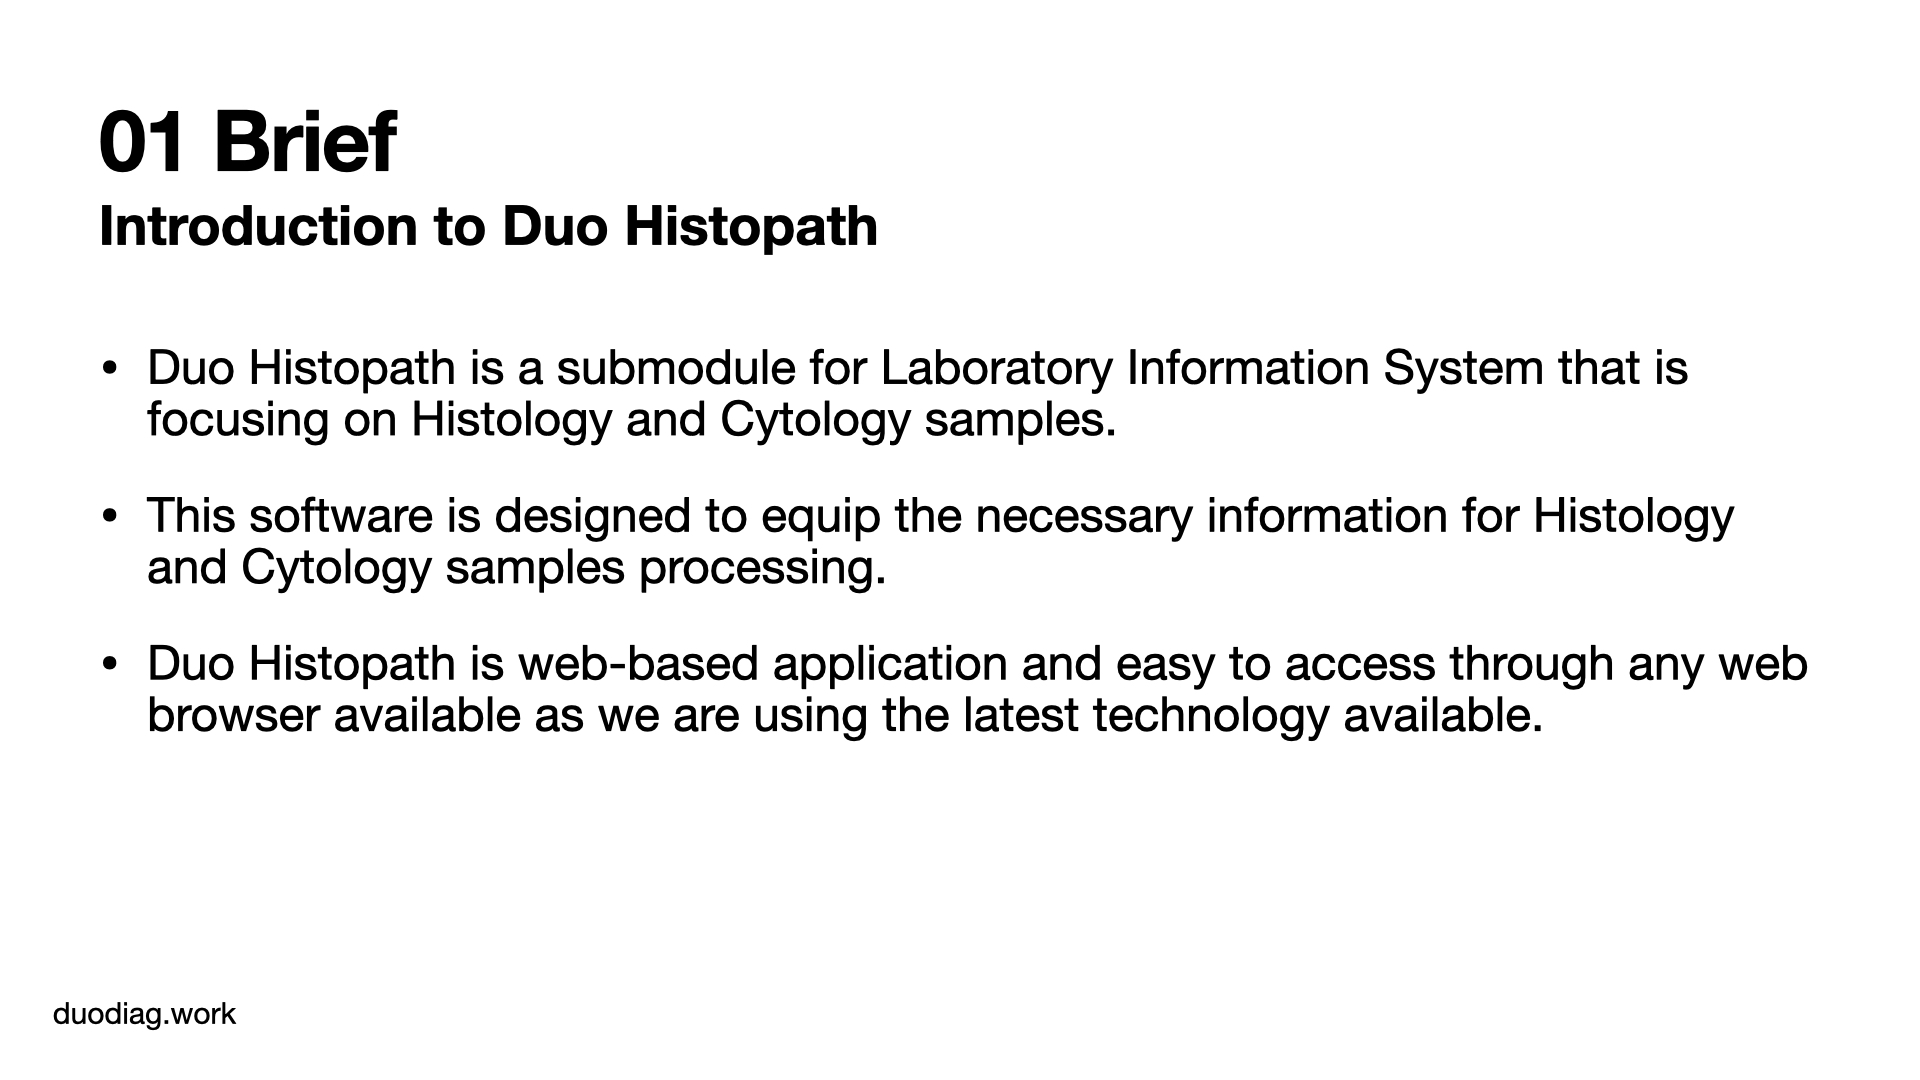 01 Brief
Introduction to Duo Histopath
• Duo Histopath is a submodule for Laboratory Information System that is
focusing on Histology and Cytology samples.
• This software is designed to equip the necessary information for Histology
and Cytology samples processing.
• Duo Histopath is web-based application and easy to access through any web
browser available as we are using the latest technology available.
duodiag.work